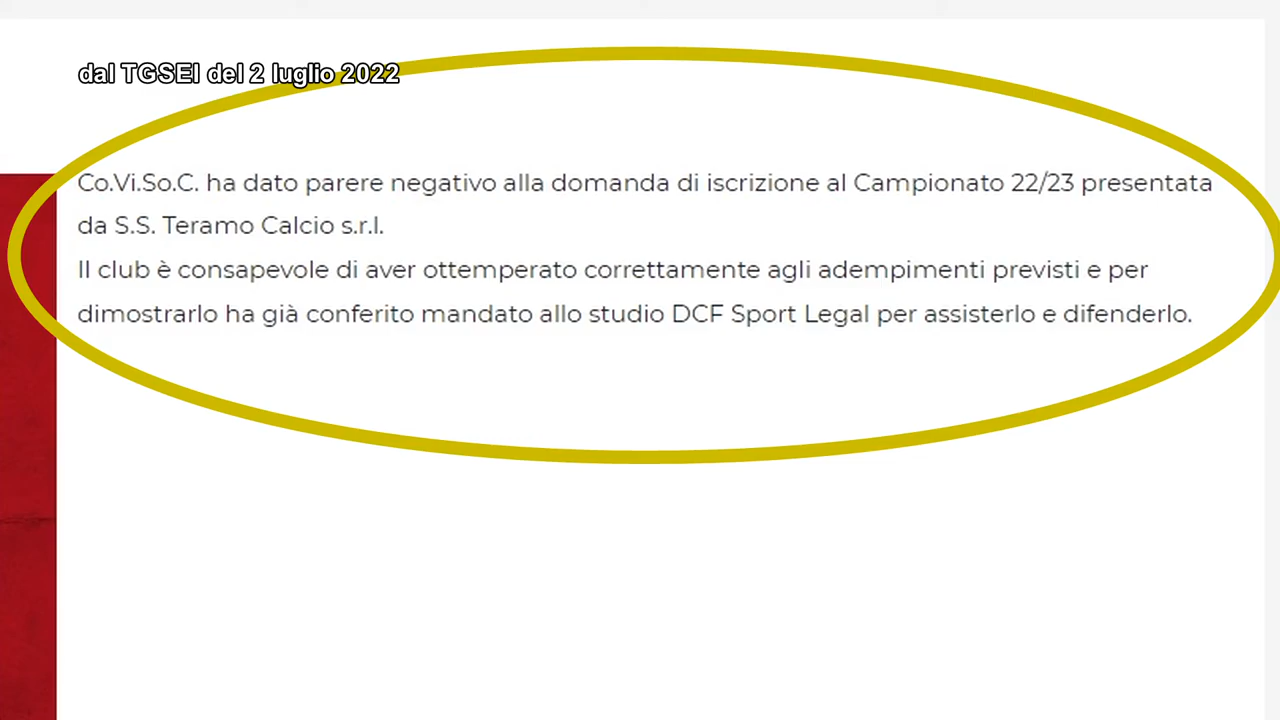 dal TGSEI del 2 luglio 2022
Co.Vi.So.C. ha dato parere negativo alla domanda di iscrizione al Campionato 22/23 presentata
da S.S. Teramo Calcio s.r.l.
Il club è consapevole di aver ottemperato correttamente agli adempimenti previsti e per
dimostrarlo ha già conferito mandato allo studio DCF Sport Legal per assisterlo e difenderlo.